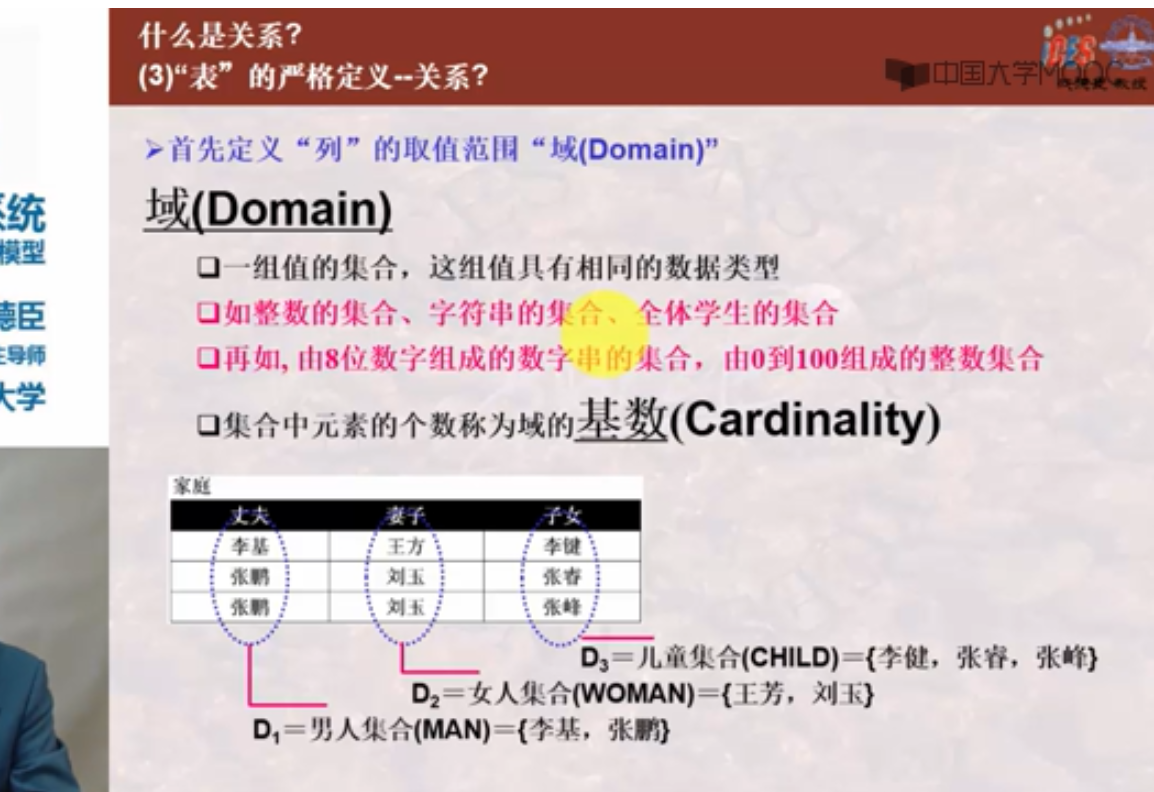 什么是关系?
(3)“表”的严格定义--关系?
中国大学MOOC
➢首先定义“列”的取值范围“域(Domain)”
域(Domain)
❑一组值的集合，这组值具有相同的数据类型
❑如整数的集合、字符串的集合、全体学生的集合
❑再如, 由8位数字组成的数字串的集合，由0到100组成的整数集合
❑集合中元素的个数称为域的基数(Cardinality)
家庭
丈夫 妻子 子女
李基 王方 李键
张鹏 刘玉 张睿
张鹏 刘玉 张峰
D₃＝儿童集合(CHILD)＝{李健，张睿，张峰}
D₂＝女人集合(WOMAN)＝{王芳，刘玉}
D₁＝男人集合(MAN)＝{李基，张鹏}
统
模型
德臣
导师
大学